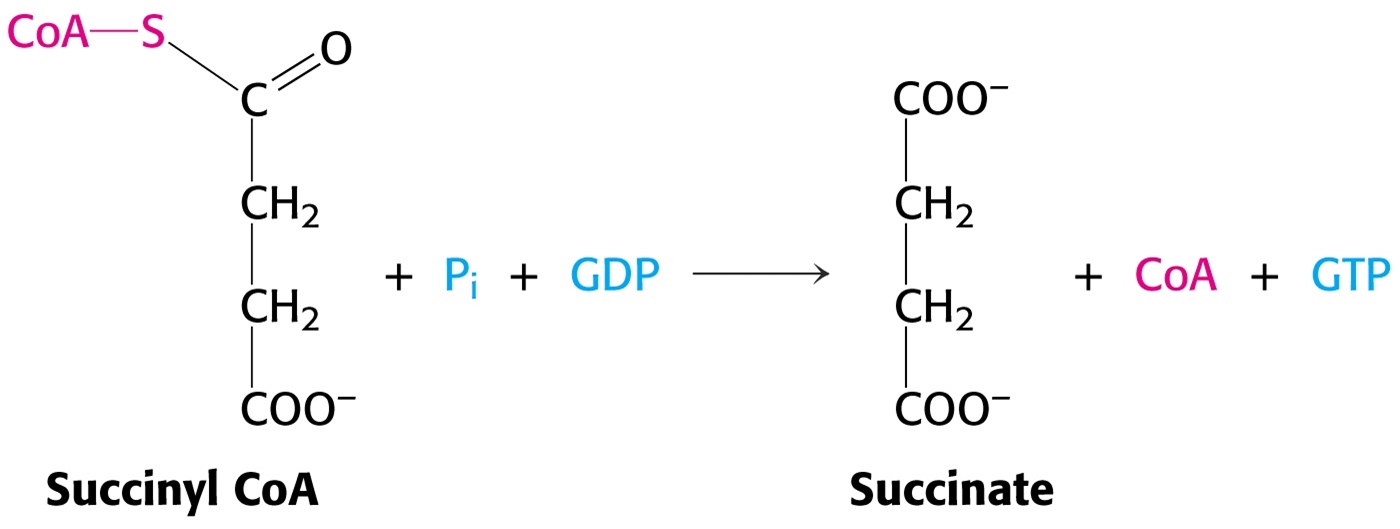 CoA—S
O
C
CH₂
CH₂
COO⁻
+ Pᵢ + GDP ⟶
COO⁻
CH₂
CH₂
COO⁻
+ CoA + GTP
Succinyl CoA
Succinate